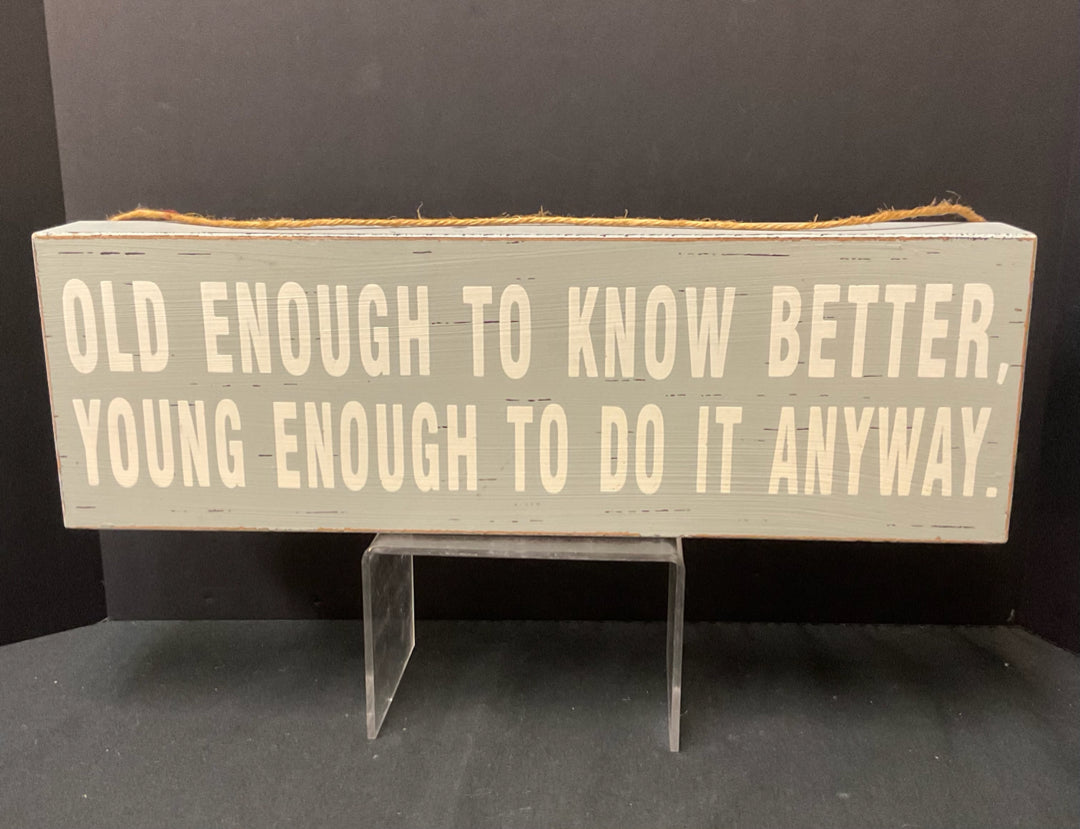 OLD ENOUGH TO KNOW BETTER,
YOUNG ENOUGH TO DO IT ANYWAY.